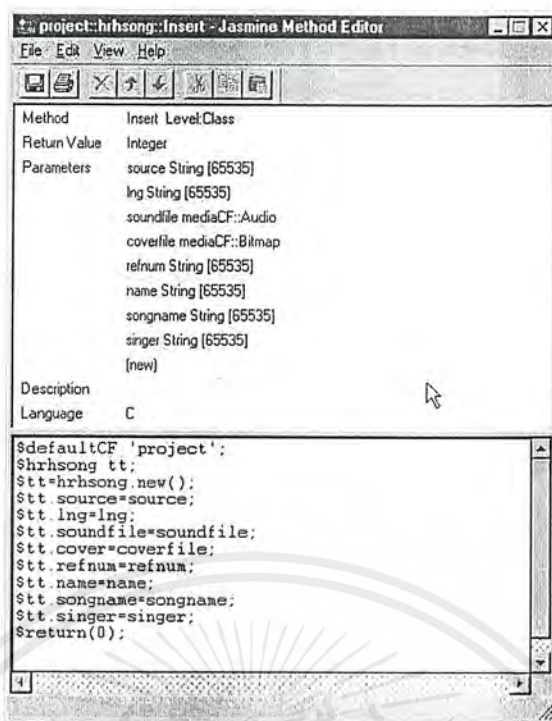 project::hrhsong::Insert - Jasmine Method Editor
File Edit View Help
Method Insert Level:Class
Return Value Integer
Parameters source String [65535]
lng String [65535]
soundfile mediaCF::Audio
coverfile mediaCF::Bitmap
refnum String [65535]
name String [65535]
songname String [65535]
singer String [65535]
(new)
Description
Language C
$defaultCF 'project';
$hrhsong tt;
$tt=hrhsong.new();
$tt.source=source;
$tt.lng=lng;
$tt.soundfile=soundfile;
$tt.cover=coverfile;
$tt.refnum=refnum;
$tt.name=name;
$tt.songname=songname;
$tt.singer=singer;
$return(0);